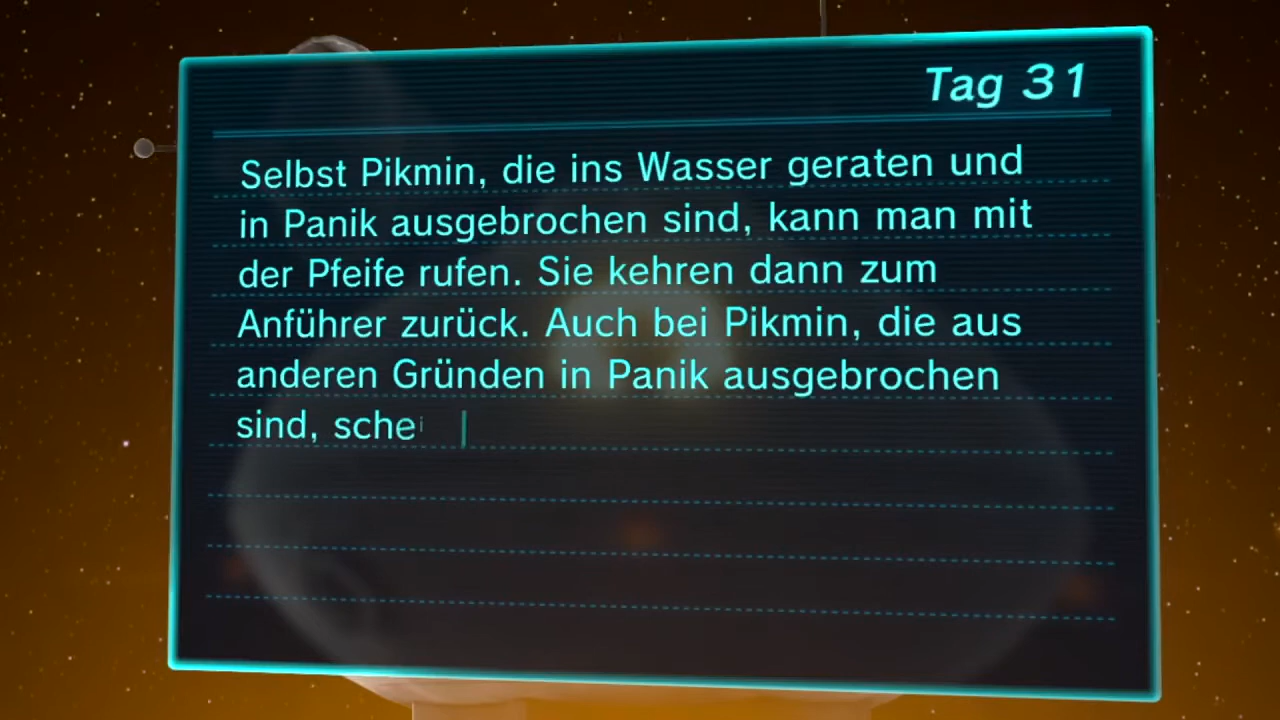 Tag 31
Selbst Pikmin, die ins Wasser geraten und
in Panik ausgebrochen sind, kann man mit
der Pfeife rufen. Sie kehren dann zum
Anführer zurück. Auch bei Pikmin, die aus
anderen Gründen in Panik ausgebrochen
sind, schei